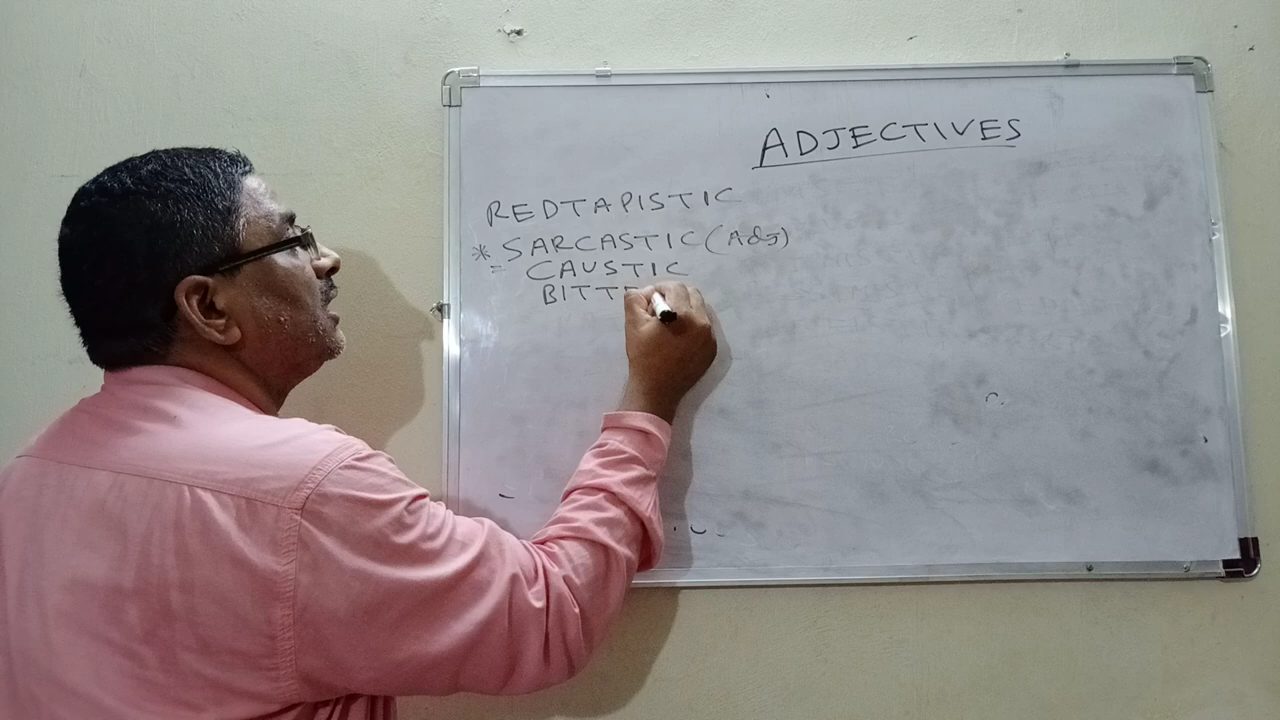 ADJECTIVES
REDTAPISTIC
* SARCASTIC (Adj)
= CAUSTIC